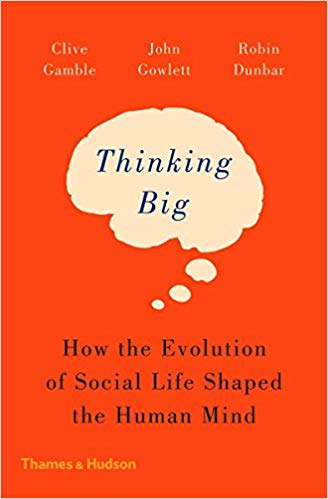 Clive Gamble
John Gowlett
Robin Dunbar
Thinking
Big
How the Evolution
of Social Life Shaped
the Human Mind
Thames & Hudson